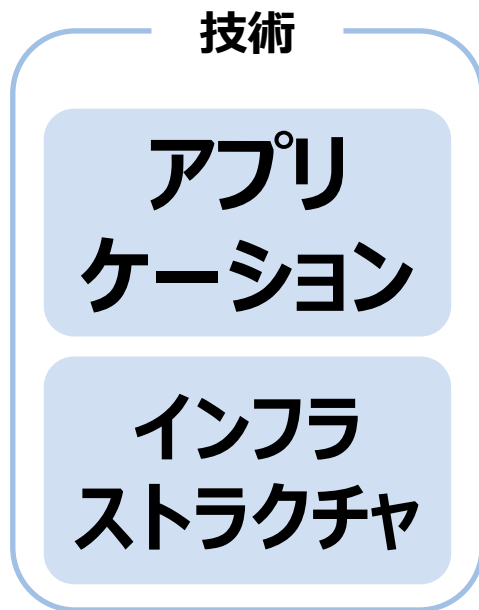 技術
アプリ
ケーション
インフラ
ストラクチャ